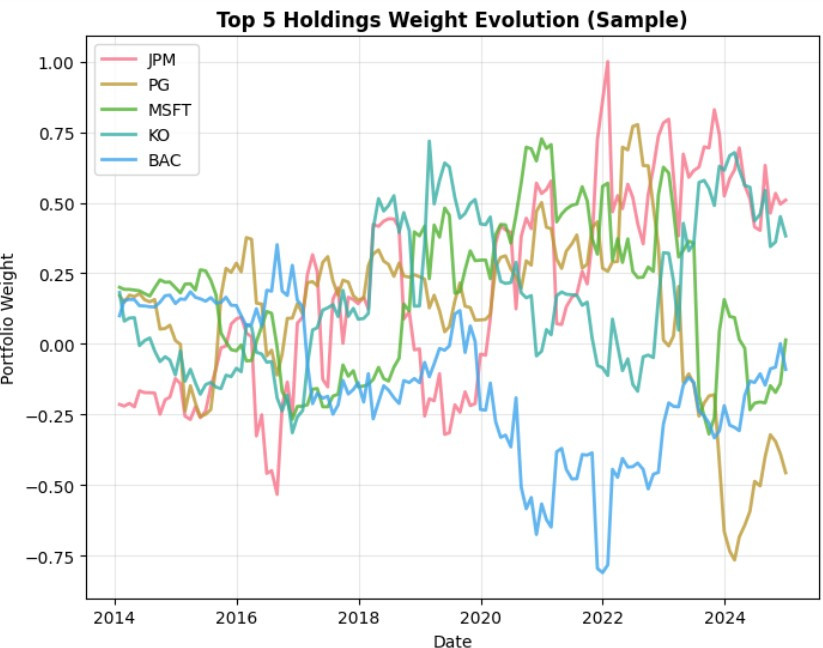 Top 5 Holdings Weight Evolution (Sample)
JPM
PG
MSFT
KO
BAC
1.00
0.75
0.50
0.25
0.00
−0.25
−0.50
−0.75
Portfolio Weight
2014 2016 2018 2020 2022 2024
Date